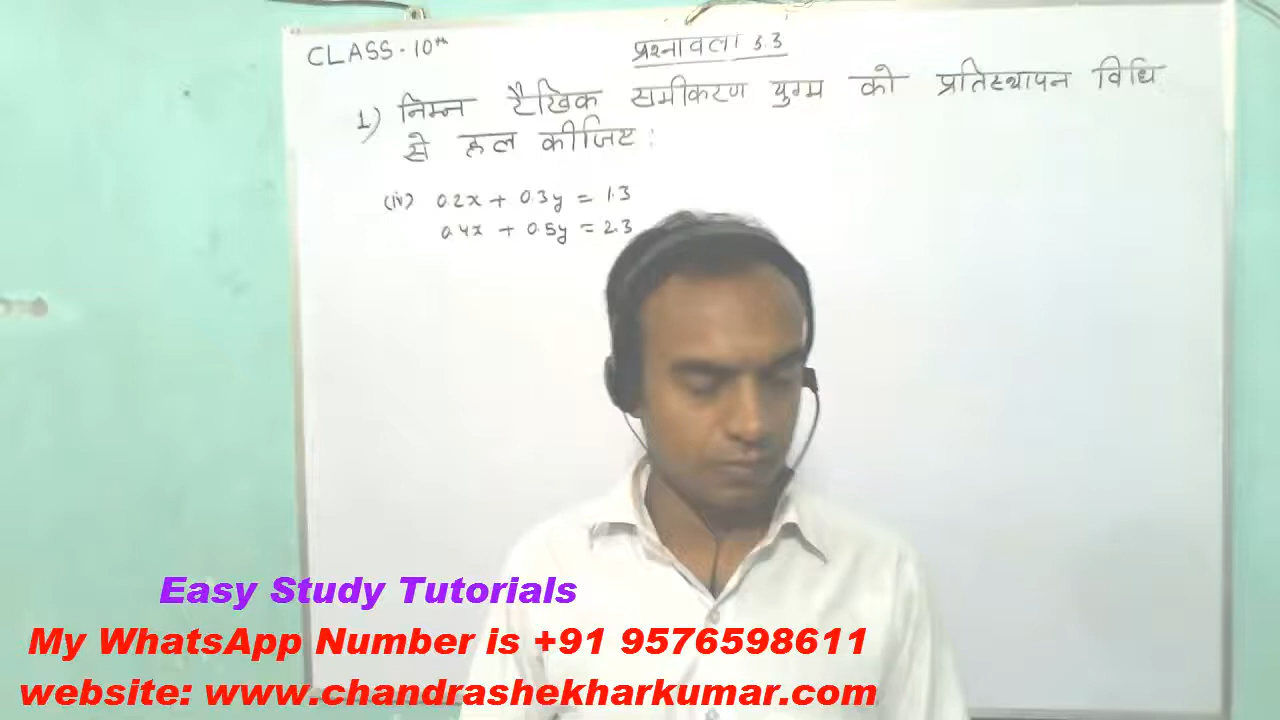 CLASS-10th
प्रश्नावली 3.3
1) निम्न रैखिक समीकरण युग्म को प्रतिस्थापन विधि
से हल कीजिए :
(iv) 0.2x + 0.3y = 1.3
0.4x + 0.5y = 2.3
Easy Study Tutorials
My WhatsApp Number is +91 9576598611
website: www.chandrashekharkumar.com